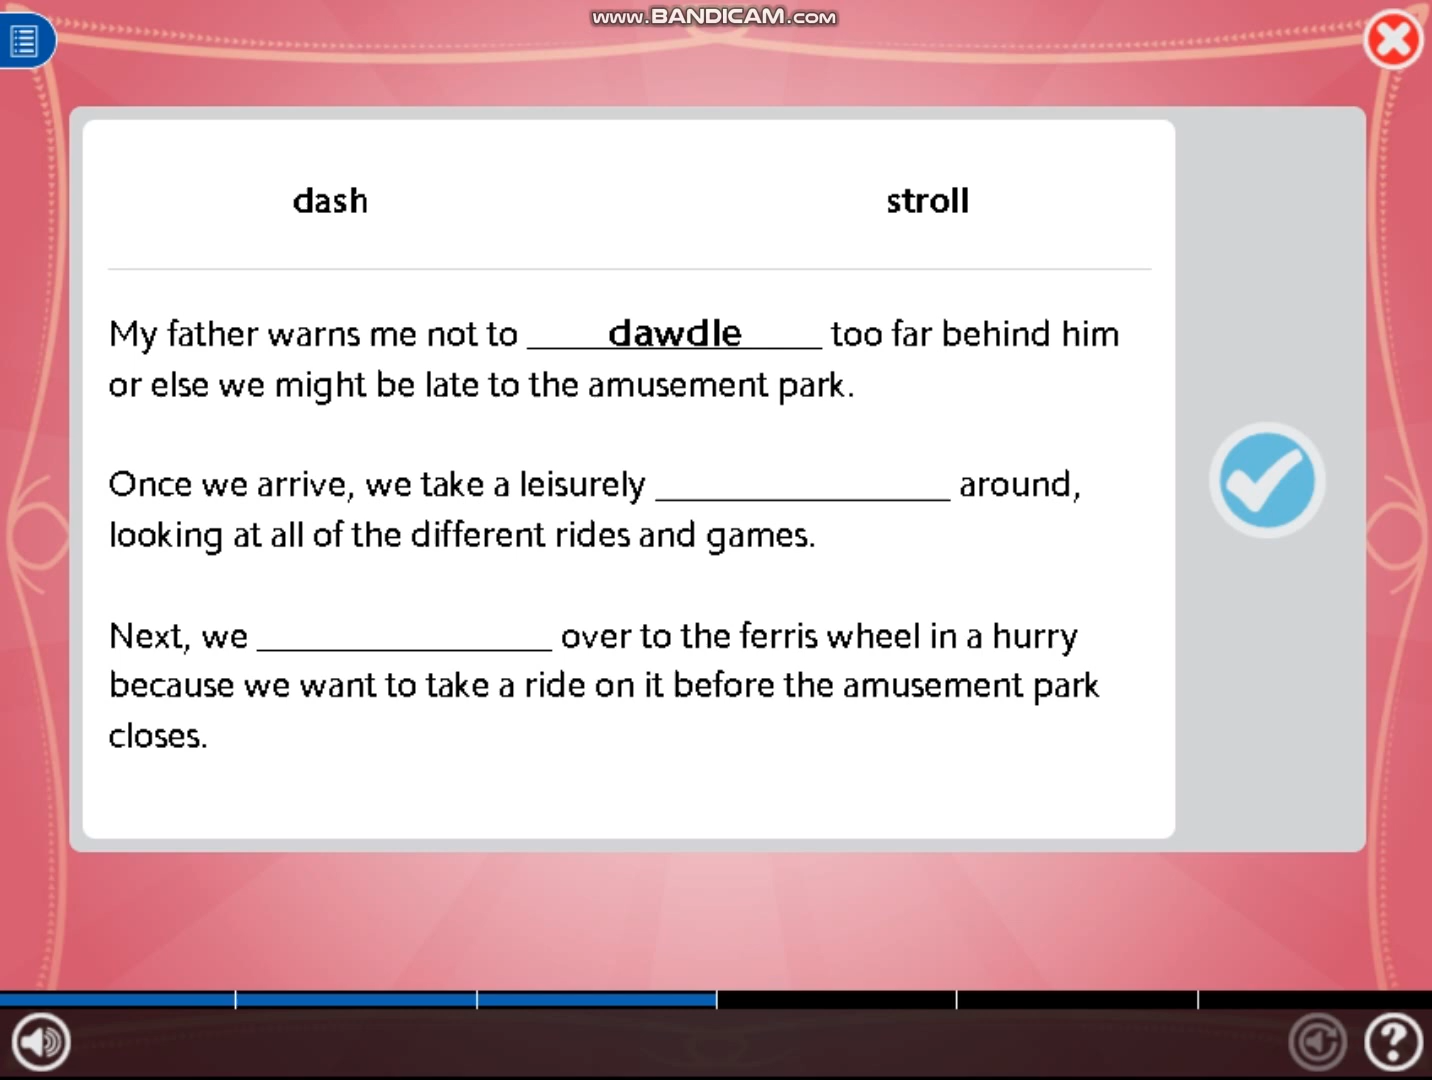 www.BANDICAM.com
dash stroll
My father warns me not to dawdle too far behind him
or else we might be late to the amusement park.
Once we arrive, we take a leisurely ________ around,
looking at all of the different rides and games.
Next, we ________ over to the ferris wheel in a hurry
because we want to take a ride on it before the amusement park
closes.
?